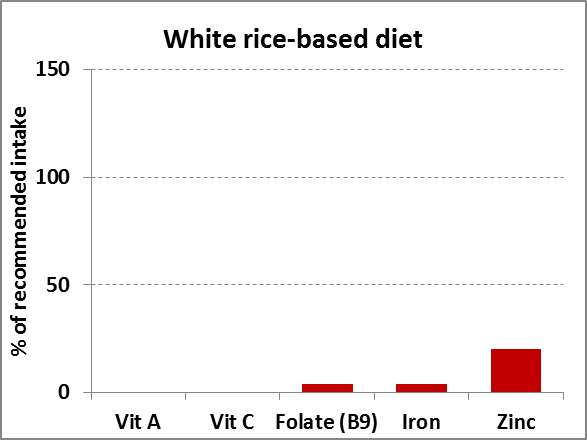 White rice-based diet
% of recommended intake
150
100
50
0
Vit A Vit C Folate (B9) Iron Zinc